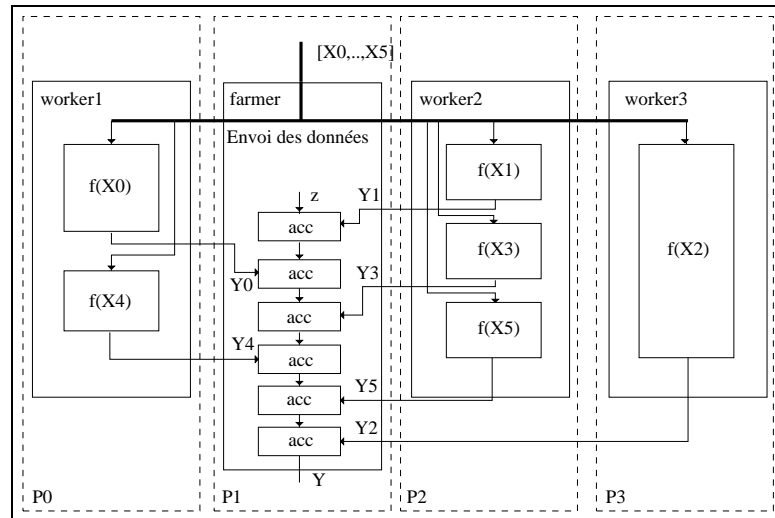 [X0,..,X5]
worker1
farmer
worker2
worker3
Envoi des données
f(X0)
f(X1)
f(X2)
z
Y1
acc
f(X3)
Y0
acc
Y3
f(X4)
acc
f(X5)
Y4
acc
Y5
acc
Y2
acc
Y
P0
P1
P2
P3